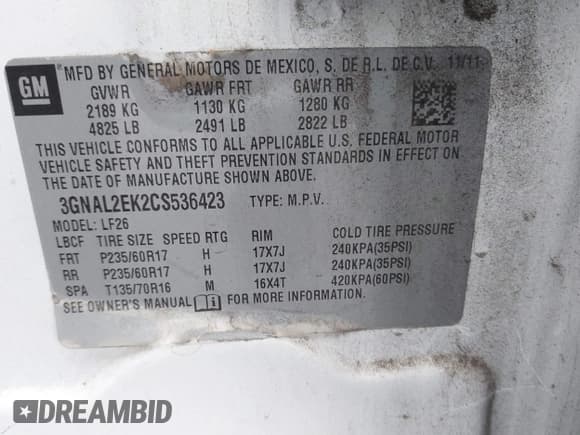 GM
MFD BY GENERAL MOTORS DE MEXICO, S. DE R.L. DE C.V. 11/11
GVWR GAWR FRT GAWR RR
2189 KG 1130 KG 1280 KG
4825 LB 2491 LB 2822 LB
THIS VEHICLE CONFORMS TO ALL APPLICABLE U.S. FEDERAL MOTOR
VEHICLE SAFETY AND THEFT PREVENTION STANDARDS IN EFFECT ON
THE DATE OF MANUFACTURE SHOWN ABOVE.
3GNAL2EK2CS536423 TYPE: M.P.V.
MODEL: LF26
LBCF TIRE SIZE SPEED RTG RIM COLD TIRE PRESSURE
FRT P235/60R17 H 17X7J 240KPA(35PSI)
RR P235/60R17 H 17X7J 240KPA(35PSI)
SPA T135/70R16 M 16X4T 420KPA(60PSI)
SEE OWNER'S MANUAL i FOR MORE INFORMATION.
DREAMBID